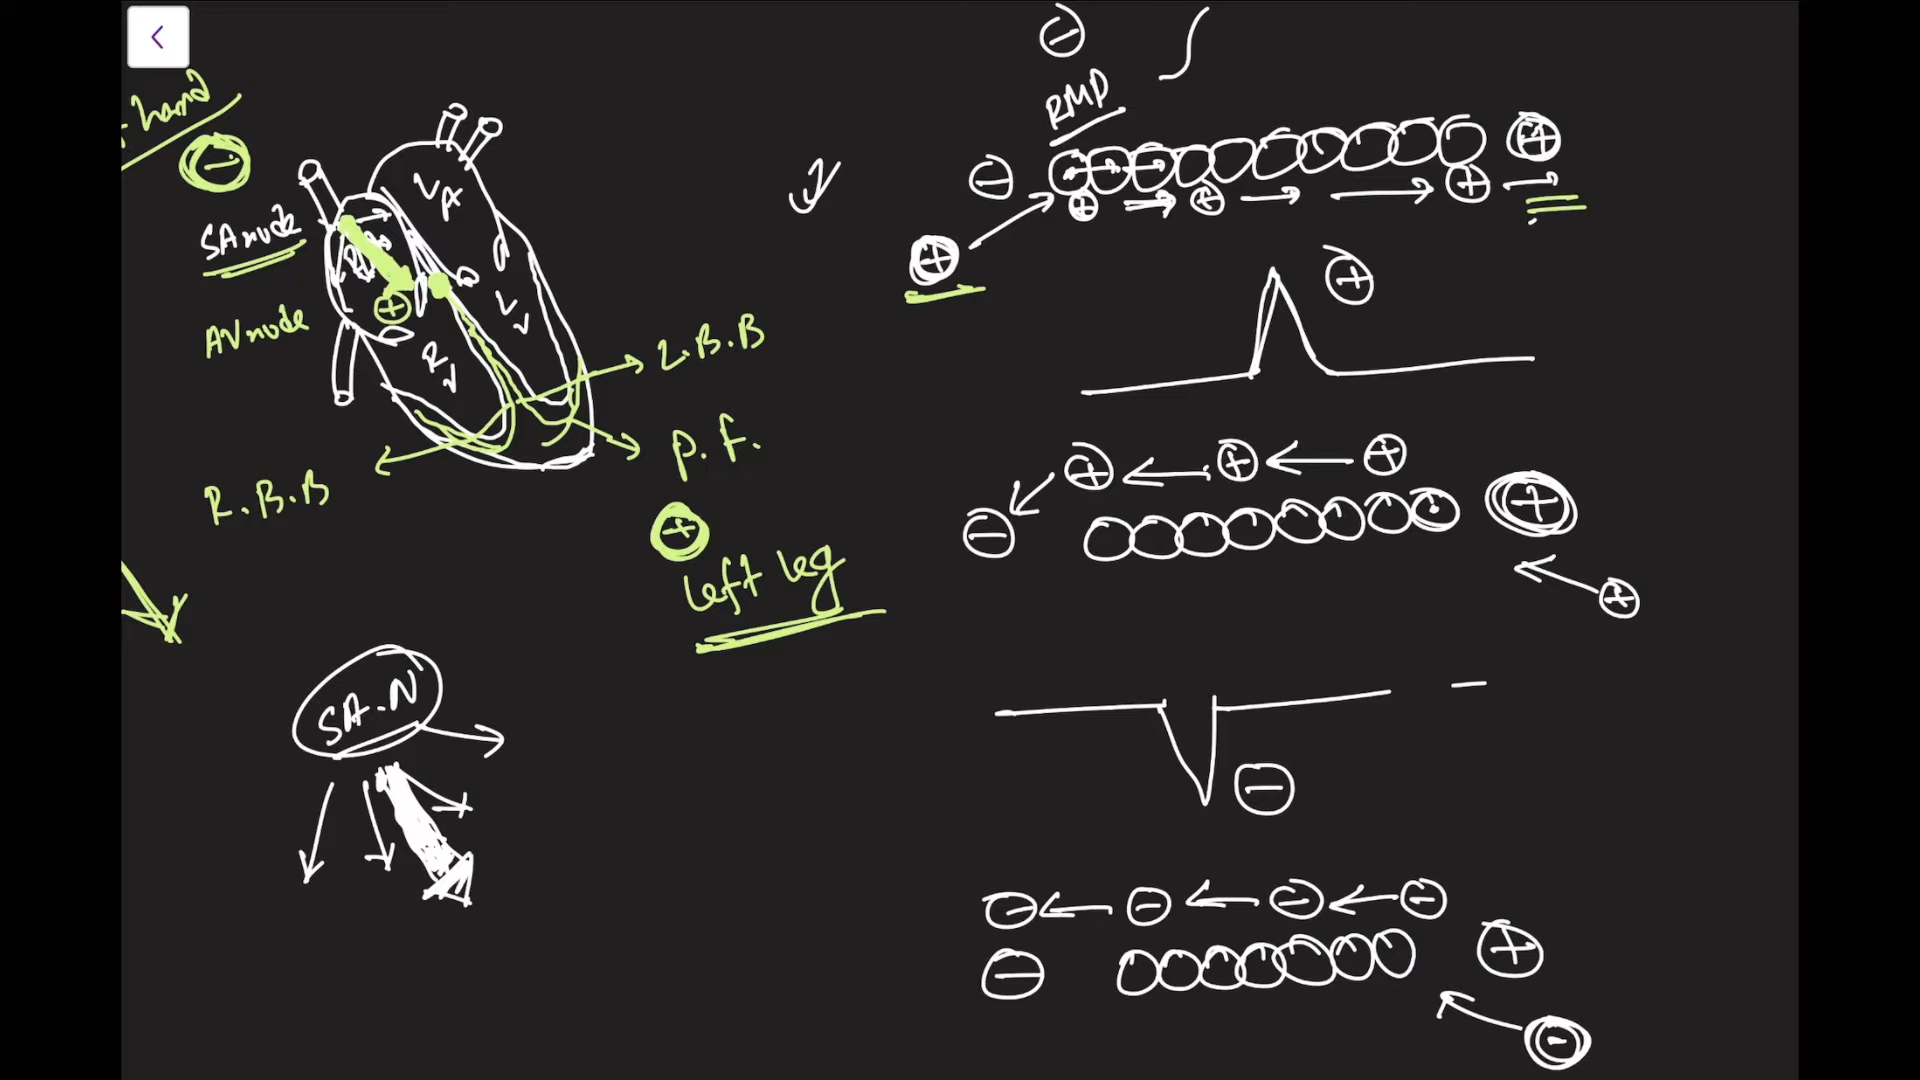 hand
SA node
AV node
R.B.B
L.B.B
P.F.
Left leg
LA
LV
RV
SA-N
RMP